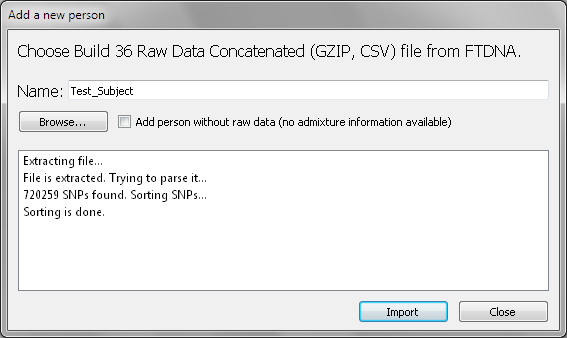 Add a new person
Choose Build 36 Raw Data Concatenated (GZIP, CSV) file from FTDNA.
Name: Test_Subject
Browse... Add person without raw data (no admixture information available)
Extracting file...
File is extracted. Trying to parse it...
720259 SNPs found. Sorting SNPs...
Sorting is done.
Import Close